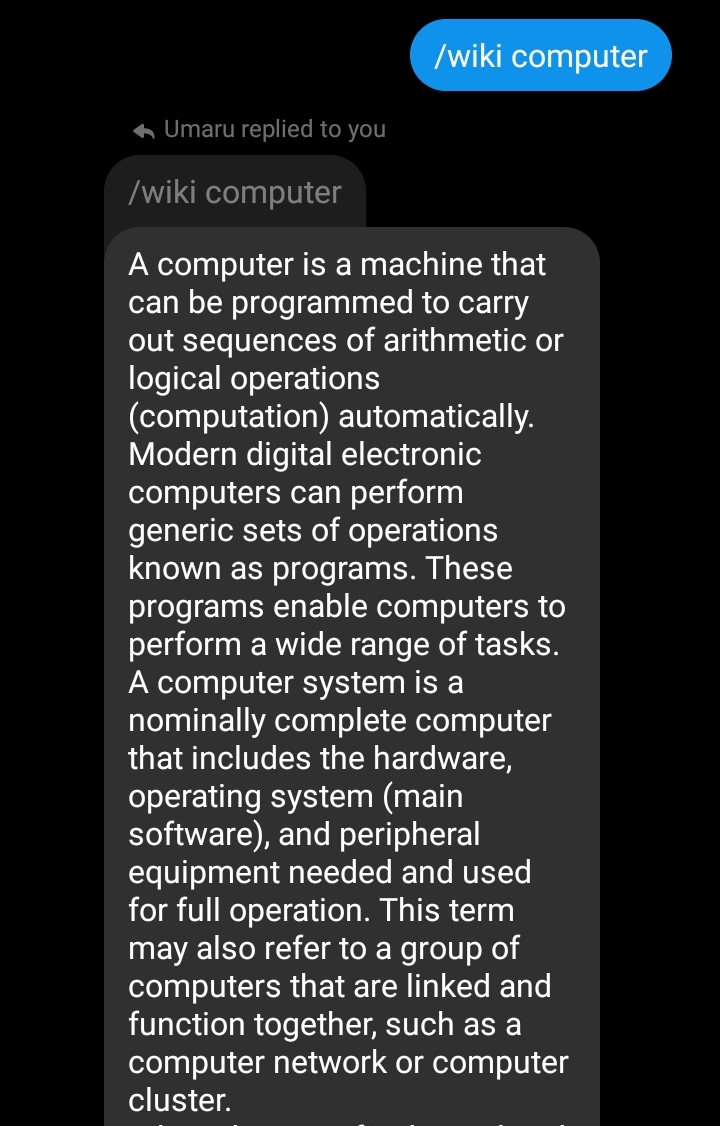 /wiki computer
Umaru replied to you
/wiki computer
A computer is a machine that
can be programmed to carry
out sequences of arithmetic or
logical operations
(computation) automatically.
Modern digital electronic
computers can perform
generic sets of operations
known as programs. These
programs enable computers to
perform a wide range of tasks.
A computer system is a
nominally complete computer
that includes the hardware,
operating system (main
software), and peripheral
equipment needed and used
for full operation. This term
may also refer to a group of
computers that are linked and
function together, such as a
computer network or computer
cluster.